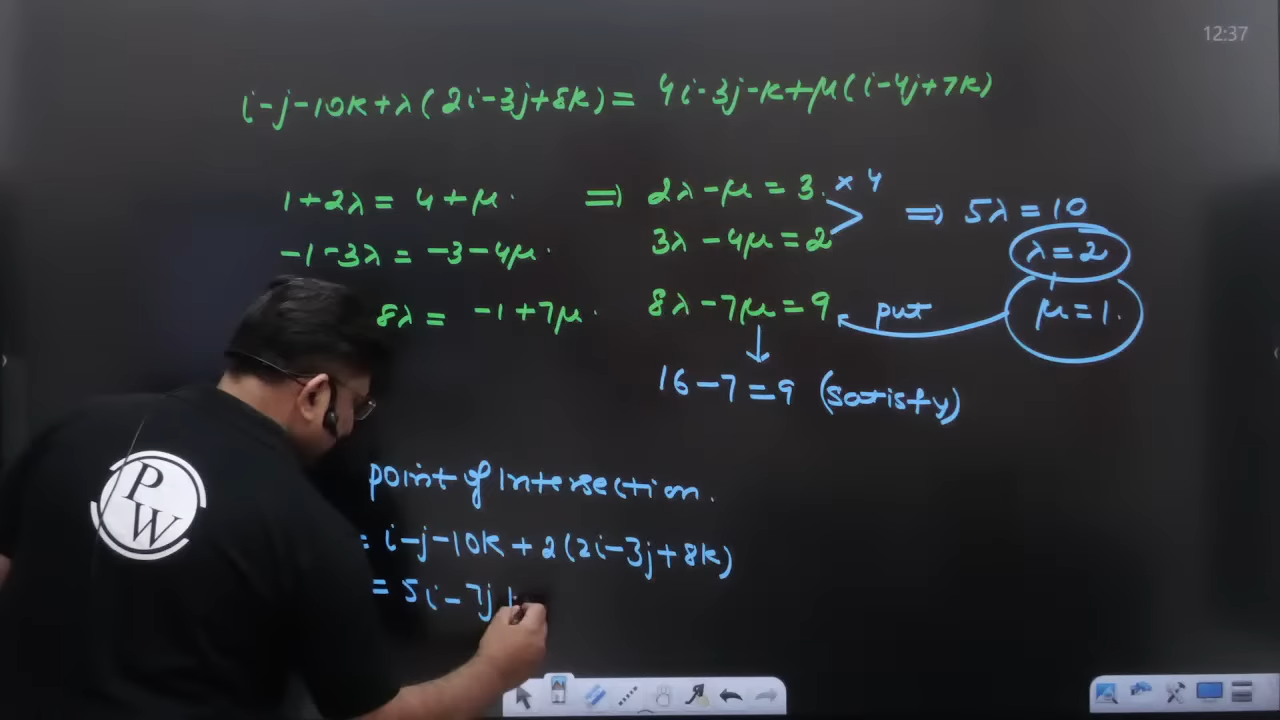 12:37
i-j-10k+λ(2i-3j+8k)= 4i-3j-k+μ(i-4j+7k)
1+2λ= 4+μ. ⇒ 2λ-μ=3. ×4 ⇒ 5λ=10
-1-3λ= -3-4μ. 3λ-4μ=2 λ=2
8λ= -1+7μ. 8λ-7μ=9 put μ=1.
↓
16-7=9 (satisfy)
point of intersection.
= i-j-10k+2(2i-3j+8k)
= 5i-7j
PW